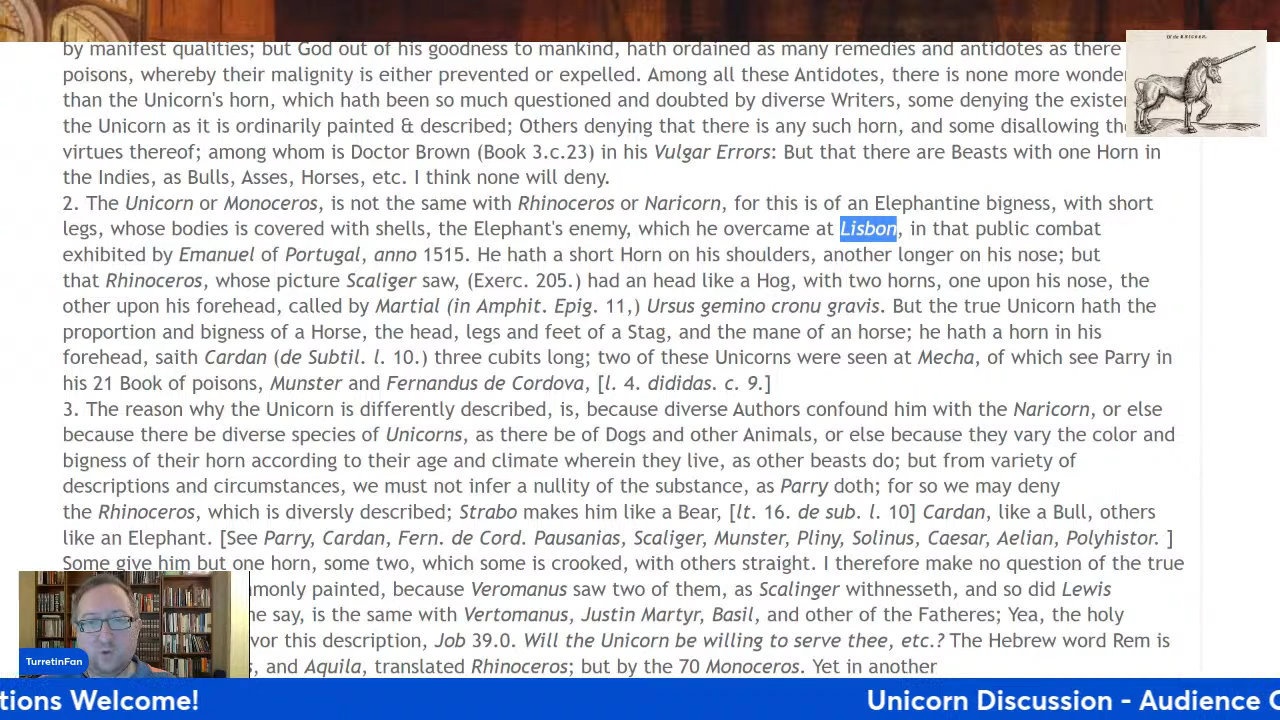 by manifest qualities; but God out of his goodness to mankind, hath ordained as many remedies and antidotes as there
Of the UNICORN.
poisons, whereby their malignity is either prevented or expelled. Among all these Antidotes, there is none more wonder
than the Unicorn's horn, which hath been so much questioned and doubted by diverse Writers, some denying the existen
the Unicorn as it is ordinarily painted & described; Others denying that there is any such horn, and some disallowing the
virtues thereof; among whom is Doctor Brown (Book 3.c.23) in his Vulgar Errors: But that there are Beasts with one Horn in
the Indies, as Bulls, Asses, Horses, etc. I think none will deny.
2. The Unicorn or Monoceros, is not the same with Rhinoceros or Naricorn, for this is of an Elephantine bigness, with short
legs, whose bodies is covered with shells, the Elephant's enemy, which he overcame at Lisbon, in that public combat
exhibited by Emanuel of Portugal, anno 1515. He hath a short Horn on his shoulders, another longer on his nose; but
that Rhinoceros, whose picture Scaliger saw, (Exerc. 205.) had an head like a Hog, with two horns, one upon his nose, the
other upon his forehead, called by Martial (in Amphit. Epig. 11,) Ursus gemino cronu gravis. But the true Unicorn hath the
proportion and bigness of a Horse, the head, legs and feet of a Stag, and the mane of an horse; he hath a horn in his
forehead, saith Cardan (de Subtil. l. 10.) three cubits long; two of these Unicorns were seen at Mecha, of which see Parry in
his 21 Book of poisons, Munster and Fernandus de Cordova, [l. 4. dididas. c. 9.]
3. The reason why the Unicorn is differently described, is, because diverse Authors confound him with the Naricorn, or else
because there be diverse species of Unicorns, as there be of Dogs and other Animals, or else because they vary the color and
bigness of their horn according to their age and climate wherein they live, as other beasts do; but from variety of
descriptions and circumstances, we must not infer a nullity of the substance, as Parry doth; for so we may deny
the Rhinoceros, which is diversly described; Strabo makes him like a Bear, [lt. 16. de sub. l. 10] Cardan, like a Bull, others
like an Elephant. [See Parry, Cardan, Fern. de Cord. Pausanias, Scaliger, Munster, Pliny, Solinus, Caesar, Aelian, Polyhistor. ]
Some give him but one horn, some two, which some is crooked, with others straight. I therefore make no question of the true
monly painted, because Veromanus saw two of them, as Scalinger withnesseth, and so did Lewis
e say, is the same with Vertomanus, Justin Martyr, Basil, and other of the Fatheres; Yea, the holy
vor this description, Job 39.0. Will the Unicorn be willing to serve thee, etc.? The Hebrew word Rem is
, and Aquila, translated Rhinoceros; but by the 70 Moноceros. Yet in another
TurretinFan
tions Welcome!
Unicorn Discussion - Audience